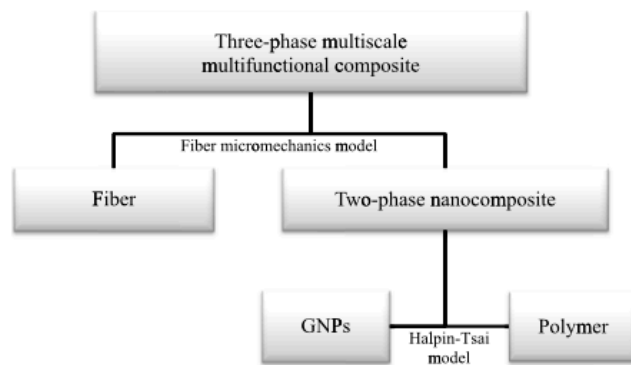 Three-phase multiscale
multifunctional composite
Fiber micromechanics model
Fiber
Two-phase nanocomposite
GNPs
Halpin-Tsai
model
Polymer